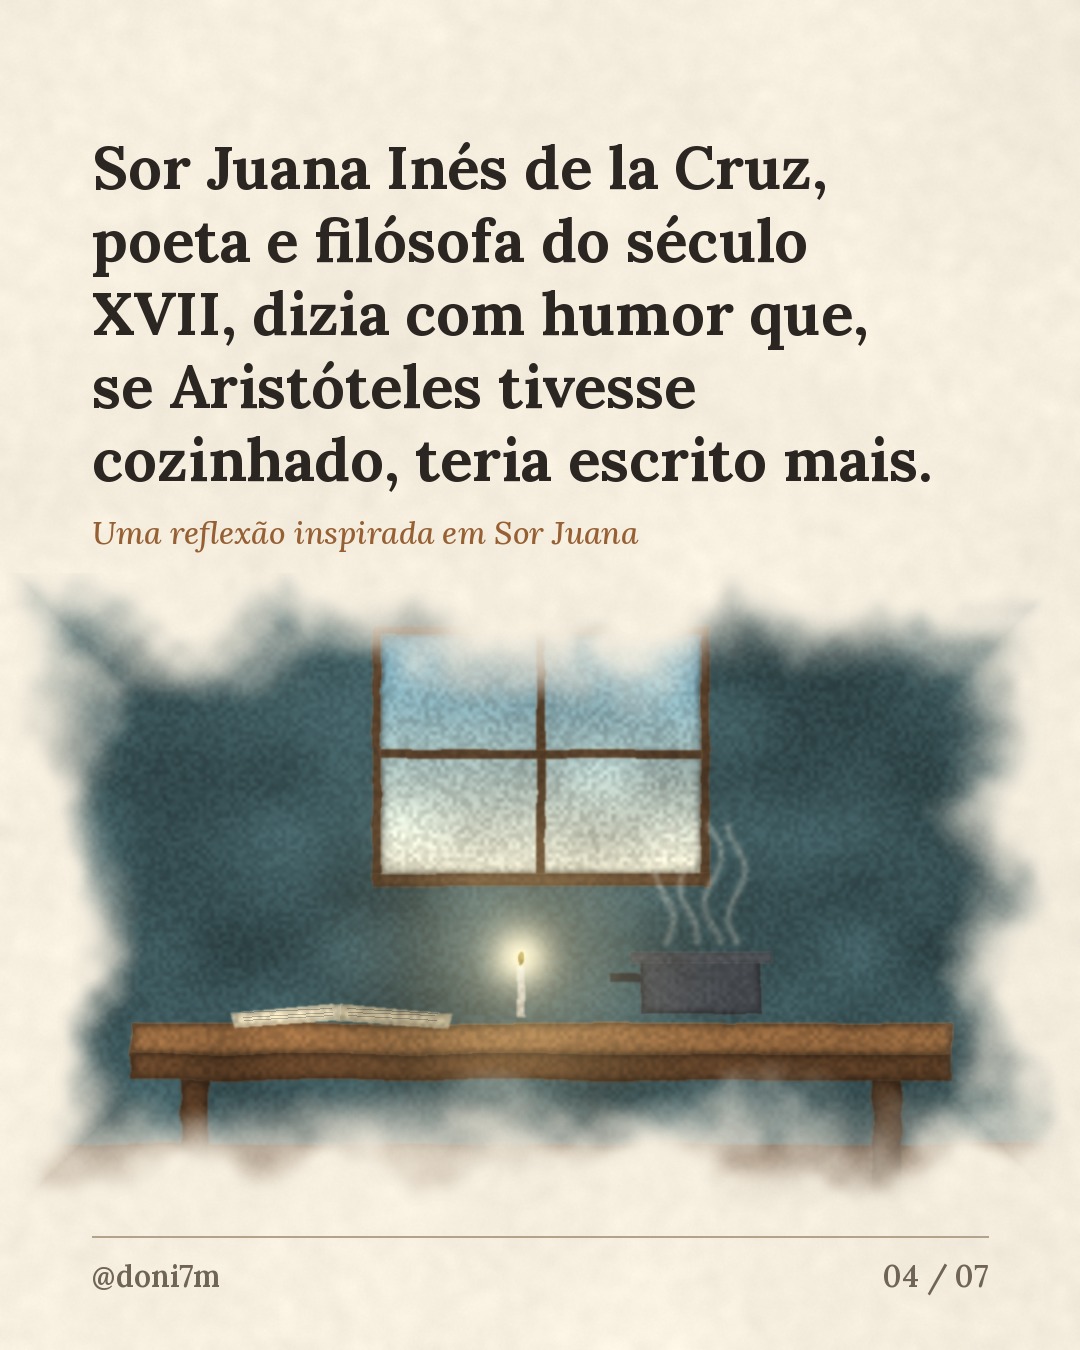 Sor Juana Inés de la Cruz,
poeta e filósofa do século
XVII, dizia com humor que,
se Aristóteles tivesse
cozinhado, teria escrito mais.
Uma reflexão inspirada em Sor Juana
@doni7m
04 / 07